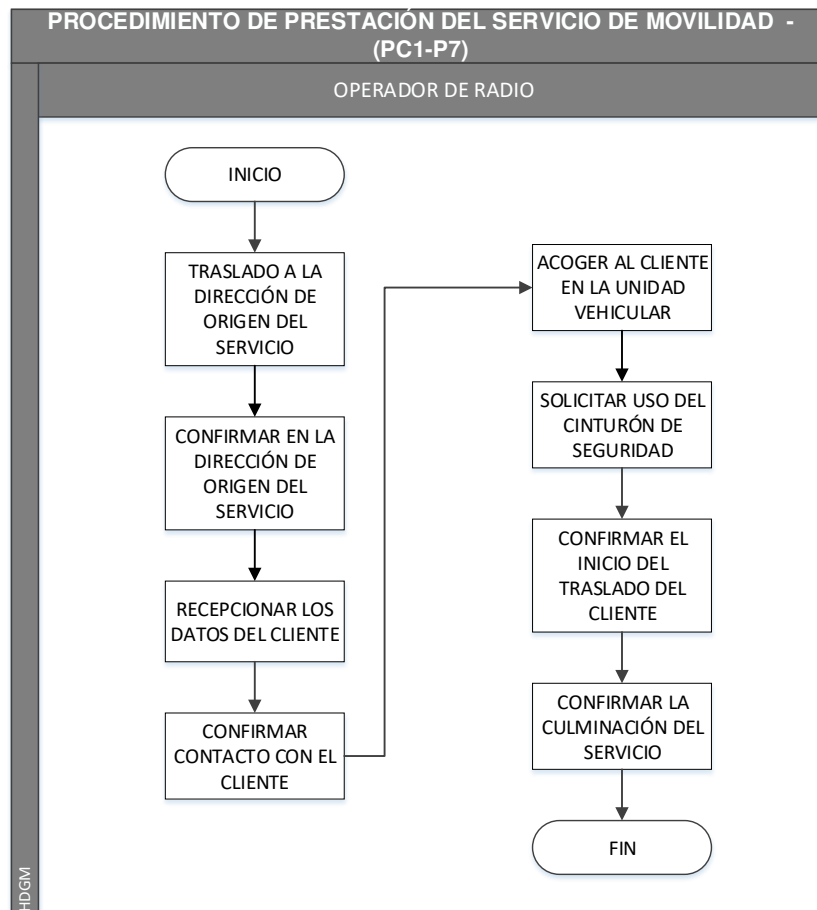 PROCEDIMIENTO DE PRESTACIÓN DEL SERVICIO DE MOVILIDAD -
(PC1-P7)
OPERADOR DE RADIO
INICIO
TRASLADO A LA
DIRECCIÓN DE
ORIGEN DEL
SERVICIO
CONFIRMAR EN LA
DIRECCIÓN DE
ORIGEN DEL
SERVICIO
RECEPCIONAR LOS
DATOS DEL CLIENTE
CONFIRMAR
CONTACTO CON EL
CLIENTE
ACOGER AL CLIENTE
EN LA UNIDAD
VEHICULAR
SOLICITAR USO DEL
CINTURÓN DE
SEGURIDAD
CONFIRMAR EL
INICIO DEL
TRASLADO DEL
CLIENTE
CONFIRMAR LA
CULMINACIÓN DEL
SERVICIO
FIN
HDGM